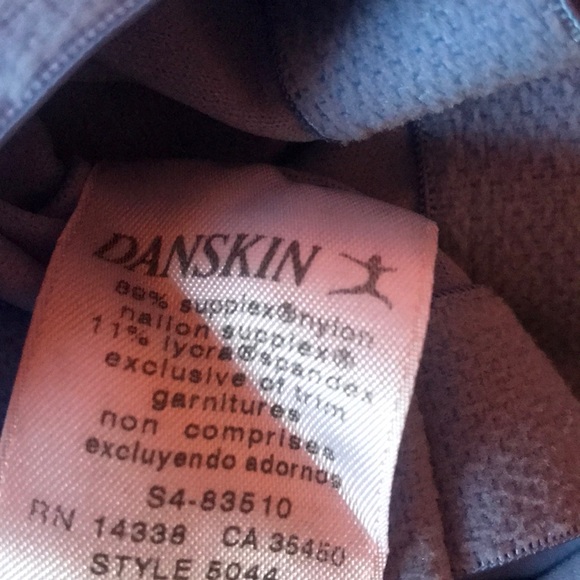 DANSKIN
89% supplex®nylon
nailon supplex®
11% lycra®spandex
exclusive of trim
garnitures
non comprises
excluyendo adornos
S4-83510
RN 14338 CA 35450
STYLE 5044